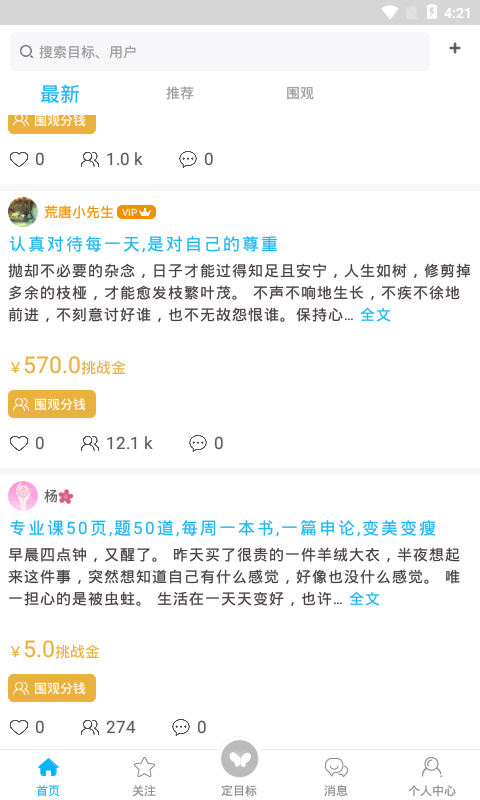 4:21
搜索目标、用户
最新 推荐 围观
围观分钱
0 1.0 k 0
荒唐小先生 VIP
认真对待每一天,是对自己的尊重
抛却不必要的杂念，日子才能过得知足且安宁，人生如树，修剪掉
多余的枝桠，才能愈发枝繁叶茂。 不声不响地生长，不疾不徐地
前进，不刻意讨好谁，也不无故怨恨谁。保持心... 全文
￥570.0挑战金
围观分钱
0 12.1 k 0
杨
专业课50页,题50道,每周一本书,一篇申论,变美变瘦
早晨四点钟，又醒了。 昨天买了很贵的一件羊绒大衣，半夜想起
来这件事，突然想知道自己有什么感觉，好像也没什么感觉。 唯
一担心的是被虫蛀。 生活在一天天变好，也许... 全文
￥5.0挑战金
围观分钱
0 274 0
首页 关注 定目标 消息 个人中心